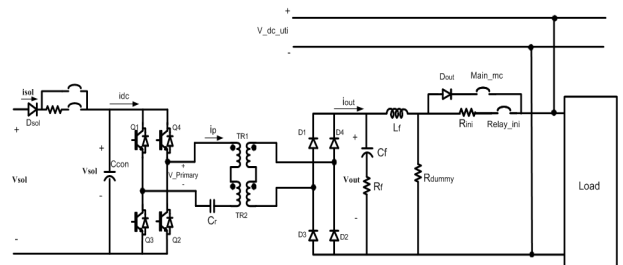 +
V_dc_uti
-
isol
Dsol
idc
Q1
Q4
ip
TR1
iout
Lf
Dout
Main_mc
Rini
Relay_ini
D1
D4
+
Vsol
-
+
Vsol
-
Ccon
+
V_Primary
-
Cr
TR2
Q3
Q2
+
Vout
-
Cf
Rf
Rdummy
D3
D2
Load